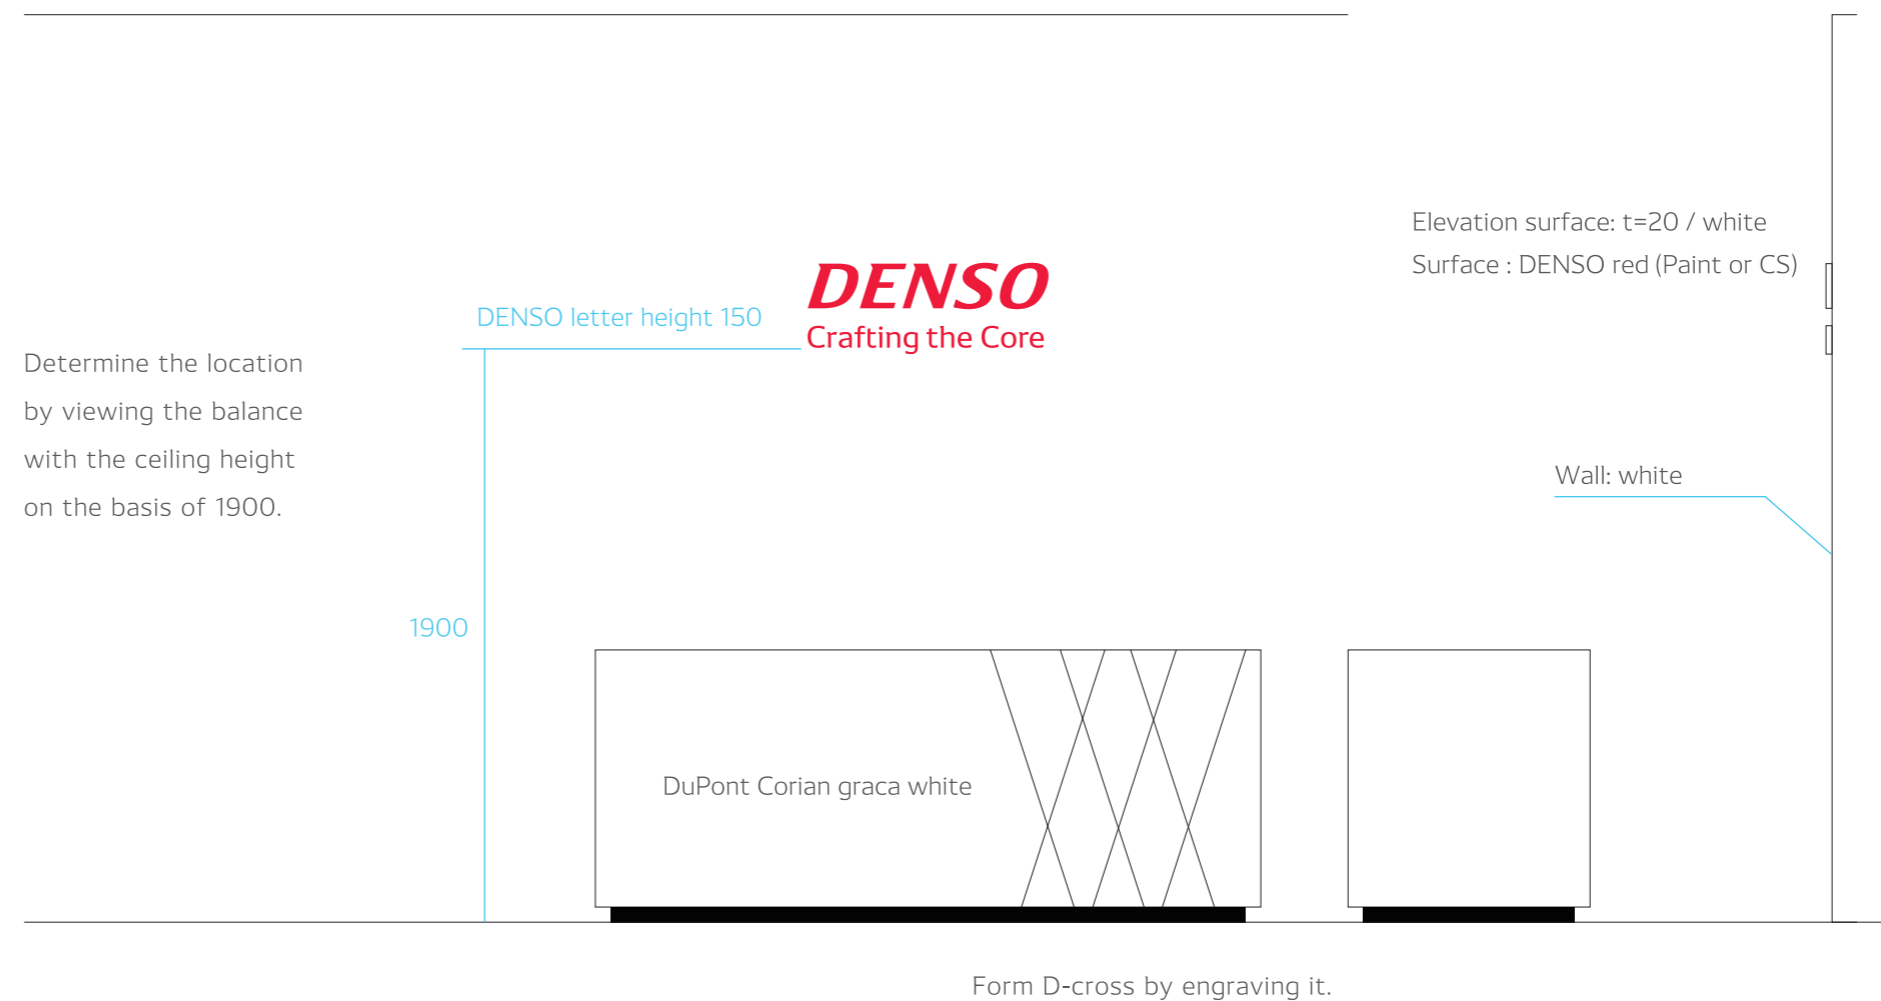 Elevation surface: t=20 / white
Surface : DENSO red (Paint or CS)
DENSO
Crafting the Core
DENSO letter height 150
Determine the location
by viewing the balance
with the ceiling height
on the basis of 1900.
Wall: white
1900
DuPont Corian graca white
Form D-cross by engraving it.